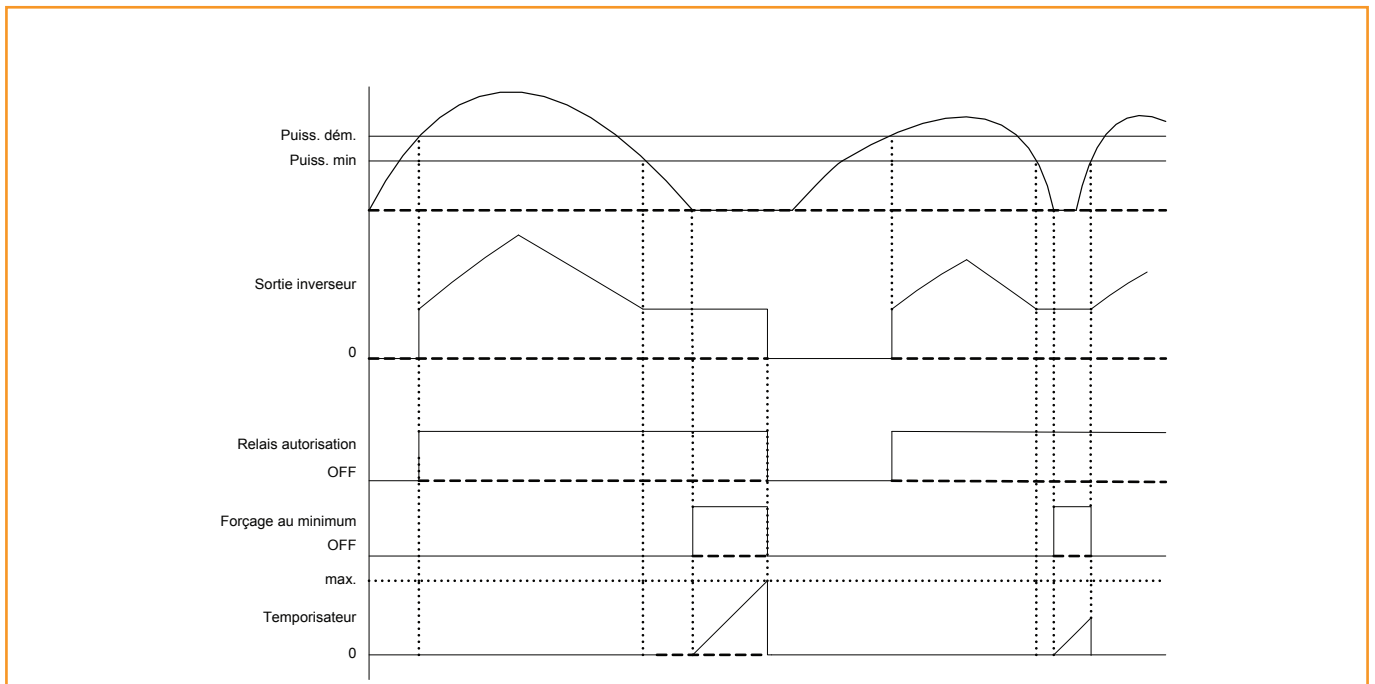 Puiss. dém.
Puiss. min
Sortie inverseur
0
Relais autorisation
OFF
Forçage au minimum
OFF
max.
Temporisateur
0